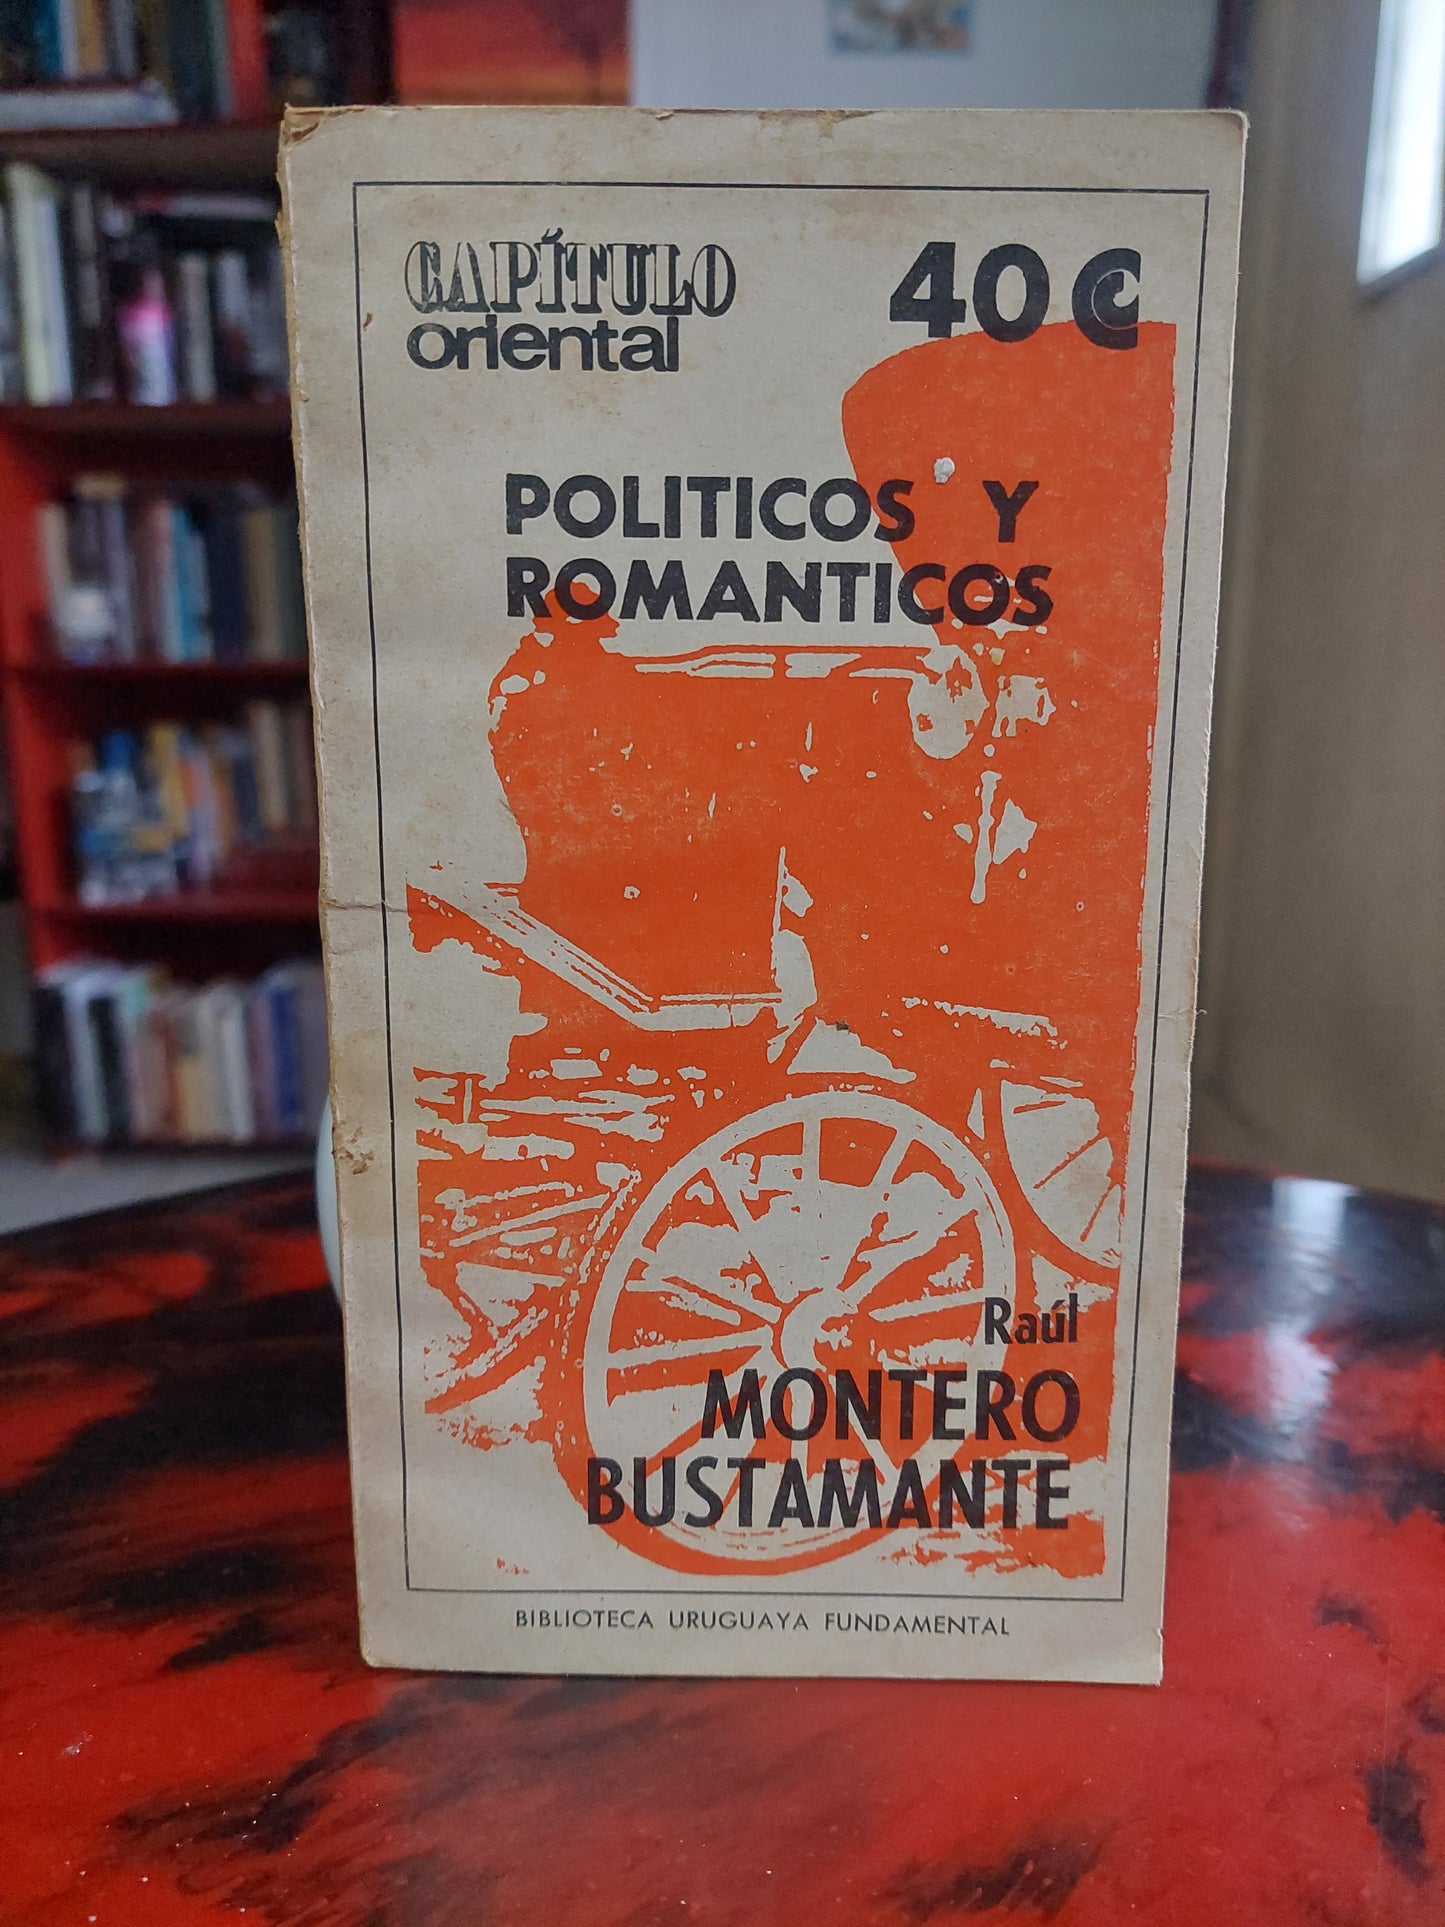 CAPÍTULO
oriental
40
POLITICOS Y
ROMANTICOS
Raúl
MONTERO
BUSTAMANTE
BIBLIOTECA URUGUAYA FUNDAMENTAL